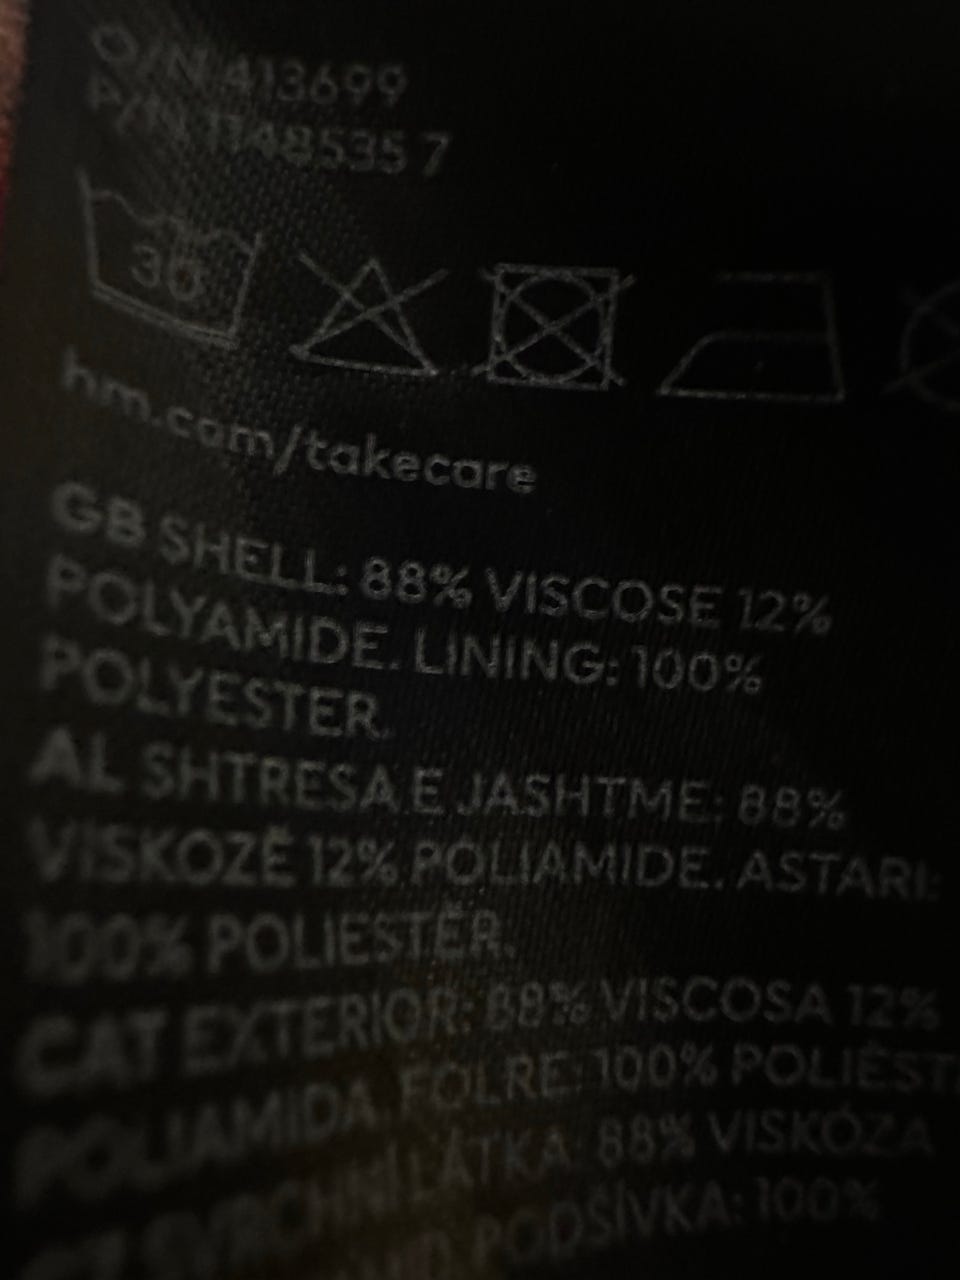 O/N 413699
P/N 1148535 7
30
hm.com/takecare
GB SHELL: 88% VISCOSE 12%
POLYAMIDE. LINING: 100%
POLYESTER.
AL SHTRESA E JASHTME: 88%
VISKOZË 12% POLIAMIDE. ASTARI:
100% POLIESTËR.
CAT EXTERIOR: 88% VISCOSA 12%
POLIAMIDA. FOLRE: 100% POLIÈST
LÁTKA: 88% VISKÓZA
PODŠÍVKA: 100%